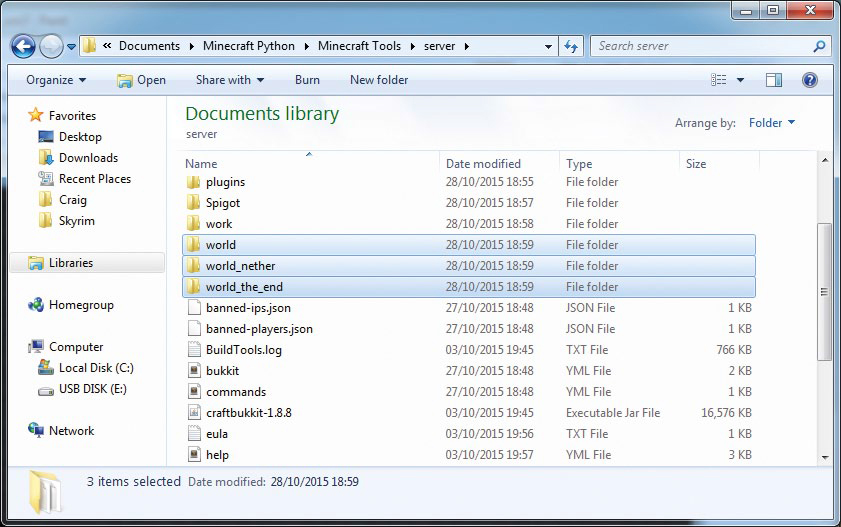 « Documents ▸ Minecraft Python ▸ Minecraft Tools ▸ server ▸ Search server
Organize Open Share with Burn New folder
Favorites
Desktop
Downloads
Recent Places
Craig
Skyrim
Libraries
Homegroup
Computer
Local Disk (C:)
USB DISK (E:)
Network
Documents library
server
Arrange by: Folder
Name Date modified Type Size
plugins 28/10/2015 18:55 File folder
Spigot 28/10/2015 18:57 File folder
work 28/10/2015 18:58 File folder
world 28/10/2015 18:59 File folder
world_nether 28/10/2015 18:59 File folder
world_the_end 28/10/2015 18:59 File folder
banned-ips.json 27/10/2015 18:48 JSON File 1 KB
banned-players.json 27/10/2015 18:48 JSON File 1 KB
BuildTools.log 03/10/2015 19:45 TXT File 766 KB
bukkit 27/10/2015 18:48 YML File 2 KB
commands 27/10/2015 18:48 YML File 1 KB
craftbukkit-1.8.8 03/10/2015 19:45 Executable Jar File 16,576 KB
eula 03/10/2015 19:56 TXT File 1 KB
help 03/10/2015 19:57 YML File 3 KB
3 items selected Date modified: 28/10/2015 18:59